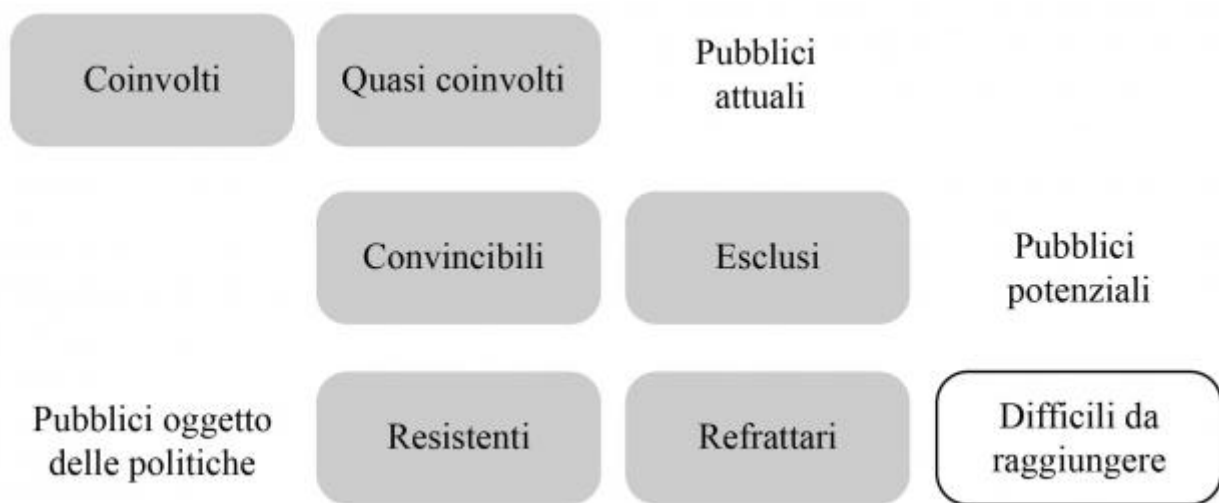 Coinvolti
Quasi coinvolti
Pubblici
attuali
Convincibili
Esclusi
Pubblici
potenziali
Pubblici oggetto
delle politiche
Resistenti
Refrattari
Difficili da
raggiungere